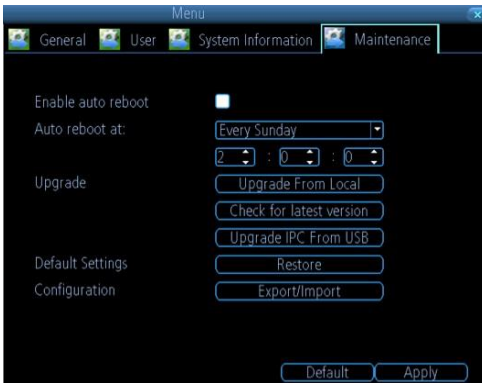 Menu
General User System Information Maintenance
Enable auto reboot
Auto reboot at: Every Sunday
2 : 0 : 0
Upgrade Upgrade From Local
Check for latest version
Upgrade IPC From USB
Default Settings Restore
Configuration Export/Import
Default Apply